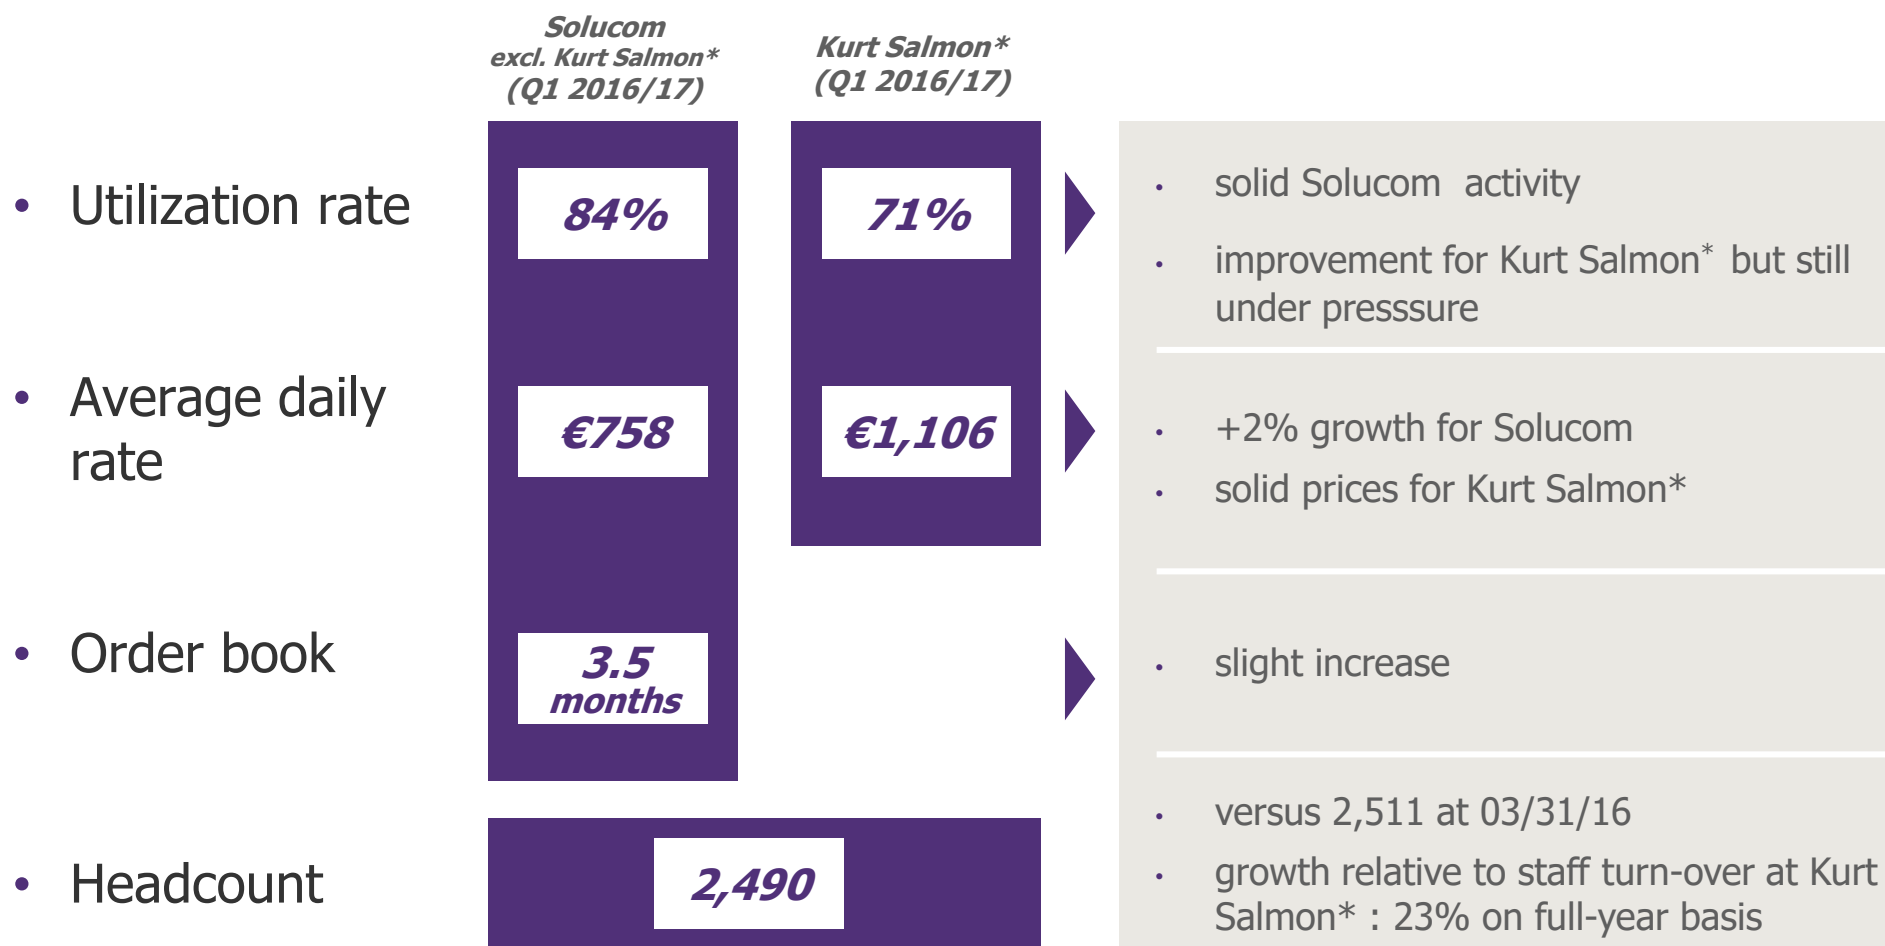 Solucom
excl. Kurt Salmon*
(Q1 2016/17)
Kurt Salmon*
(Q1 2016/17)
• Utilization rate
84%
71%
• solid Solucom activity
• improvement for Kurt Salmon* but still
under presssure
• Average daily
rate
€758
€1,106
• +2% growth for Solucom
• solid prices for Kurt Salmon*
• Order book
3.5
months
• slight increase
• Headcount
2,490
• versus 2,511 at 03/31/16
• growth relative to staff turn-over at Kurt
Salmon* : 23% on full-year basis